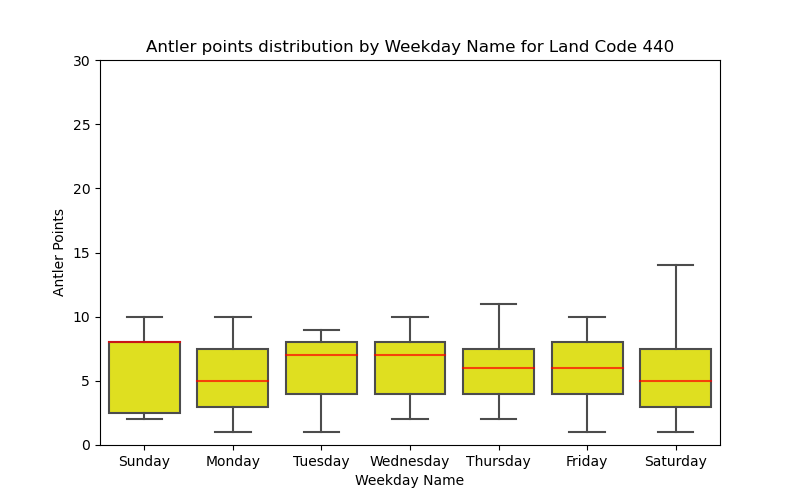 Antler points distribution by Weekday Name for Land Code 440
30
25
20
15
10
5
0
Antler Points
Sunday Monday Tuesday Wednesday Thursday Friday Saturday
Weekday Name